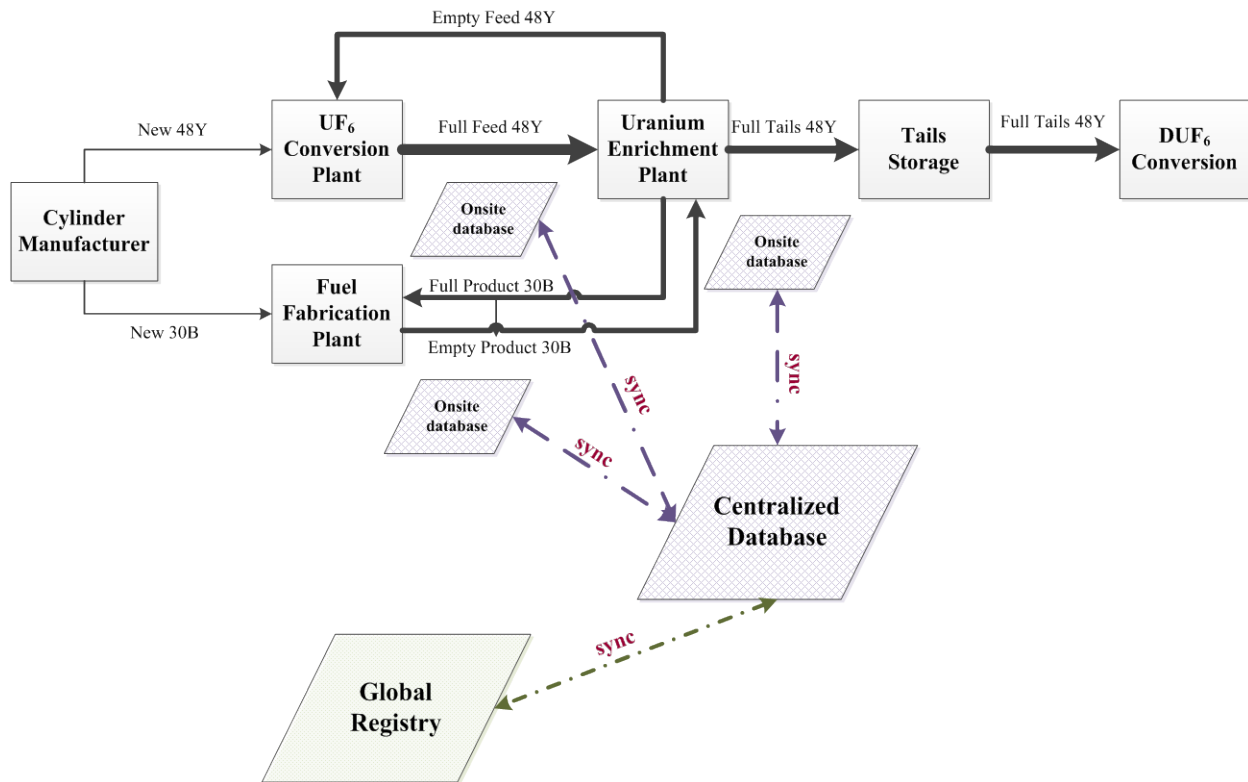 Empty Feed 48Y
New 48Y
UF₆
Conversion
Plant
Full Feed 48Y
Uranium
Enrichment
Plant
Full Tails 48Y
Tails
Storage
Full Tails 48Y
DUF₆
Conversion
Cylinder
Manufacturer
Onsite
database
Onsite
database
New 30B
Fuel
Fabrication
Plant
Full Product 30B
Empty Product 30B
Onsite
database
sync
sync
sync
Centralized
Database
sync
Global
Registry